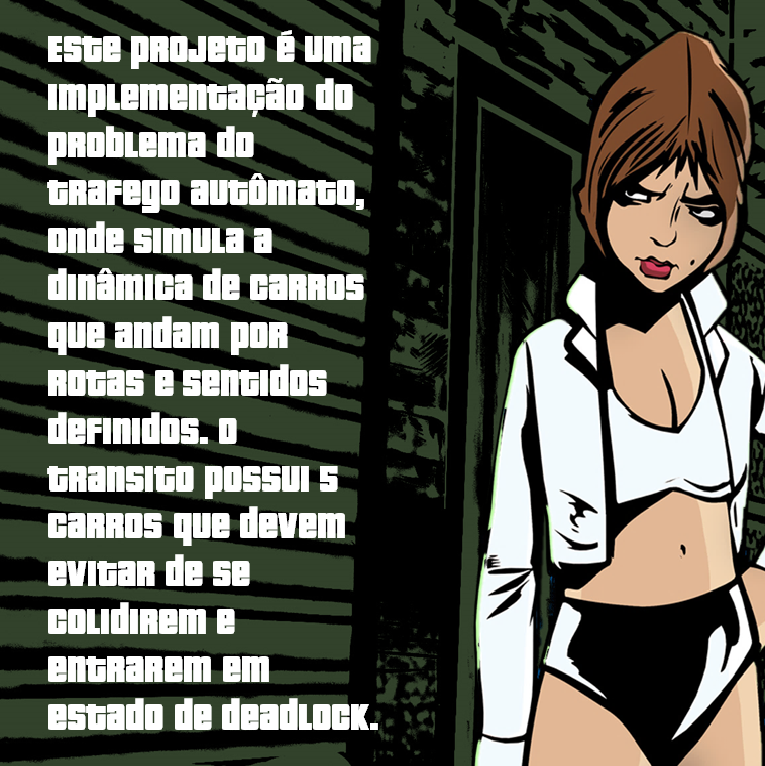 Este projeto é uma
implementação do
problema do
trafego autômato,
onde simula a
dinâmica de carros
que andam por
rotas e sentidos
definidos. O
transito possui 5
carros que devem
evitar de se
colidirem e
entrarem em
estado de deadlock.